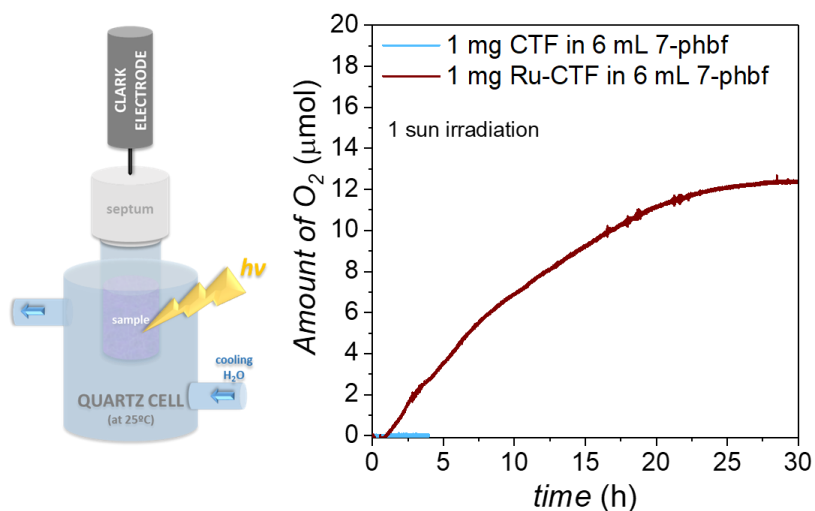 CLARK
ELECTRODE
septum
hν
sample
cooling
H₂O
QUARTZ CELL
(at 25ºC)
Amount of O₂ (μmol)
20
18
16
14
12
10
8
6
4
2
0
1 mg CTF in 6 mL 7-phbf
1 mg Ru-CTF in 6 mL 7-phbf
1 sun irradiation
0 5 10 15 20 25 30
time (h)